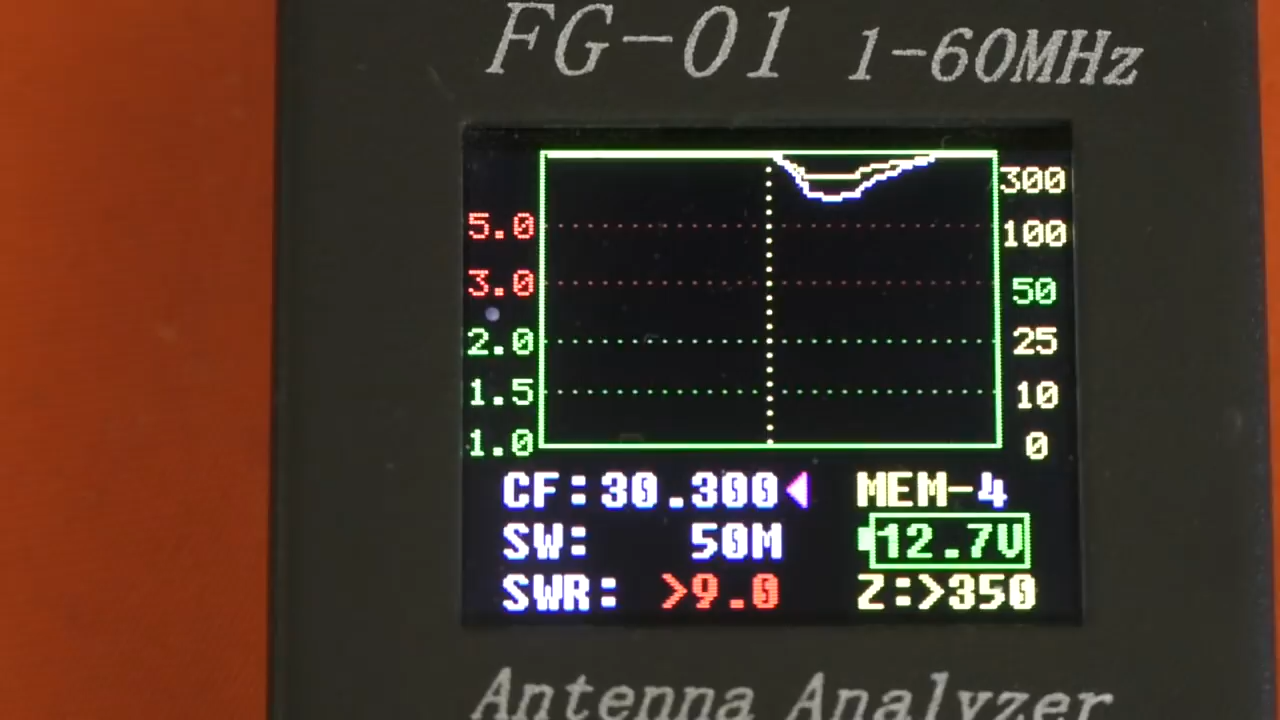 FG-01 1-60MHz
300
5.0 100
3.0 50
2.0 25
1.5 10
1.0 0
CF:30.300 MEM-4
SW: 50M 12.7V
SWR: >9.0 Z:>350
Antenna Analyzer